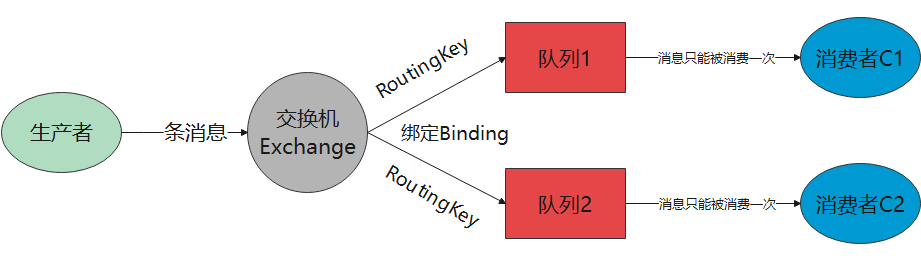 生产者
一条消息
交换机
Exchange
RoutingKey
绑定Binding
RoutingKey
队列1
消息只能被消费一次
消费者C1
队列2
消息只能被消费一次
消费者C2